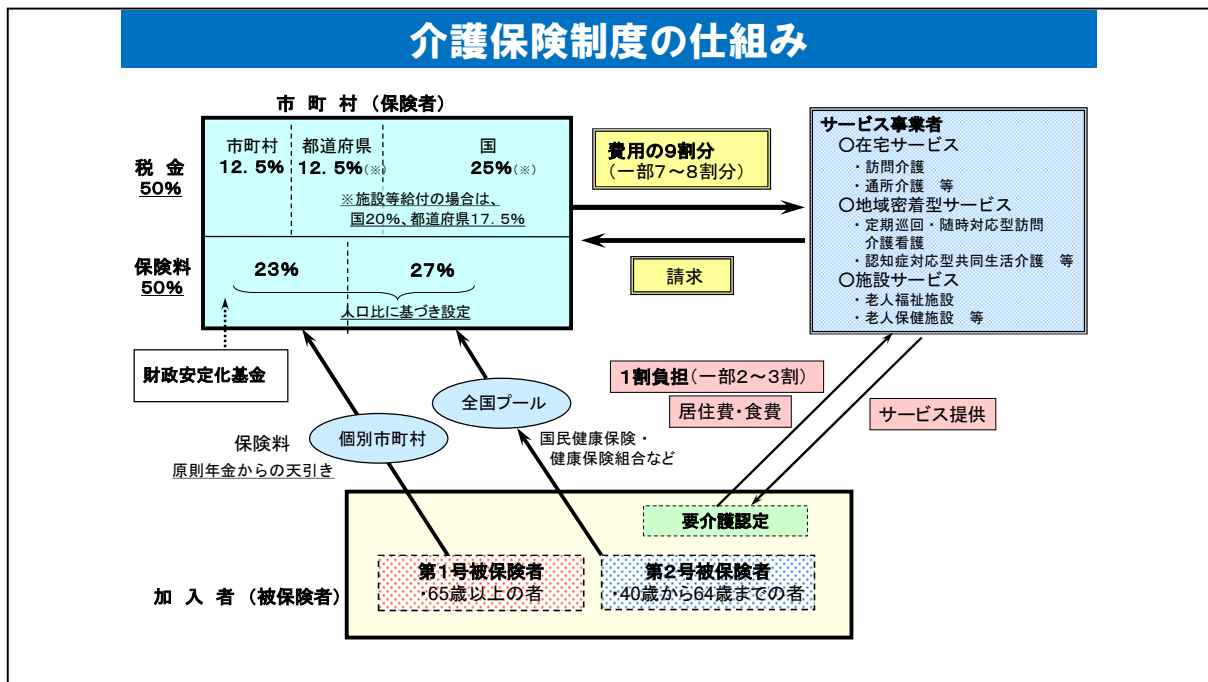 介護保険制度の仕組み
市 町 村 (保険者)
税 金
50%
市町村
12.5%
都道府県
12.5%(※)
国
25%(※)
※施設等給付の場合は、
国20%、都道府県17.5%
保険料
50%
23%
27%
人口比に基づき設定
財政安定化基金
費用の9割分
(一部7~8割分)
請求
サービス事業者
○在宅サービス
・訪問介護
・通所介護 等
○地域密着型サービス
・定期巡回・随時対応型訪問
介護看護
・認知症対応型共同生活介護 等
○施設サービス
・老人福祉施設
・老人保健施設 等
1割負担(一部2~3割)
居住費・食費
サービス提供
保険料
原則年金からの天引き
個別市町村
全国プール
国民健康保険・
健康保険組合など
要介護認定
加 入 者 (被保険者)
第1号被保険者
・65歳以上の者
第2号被保険者
・40歳から64歳までの者